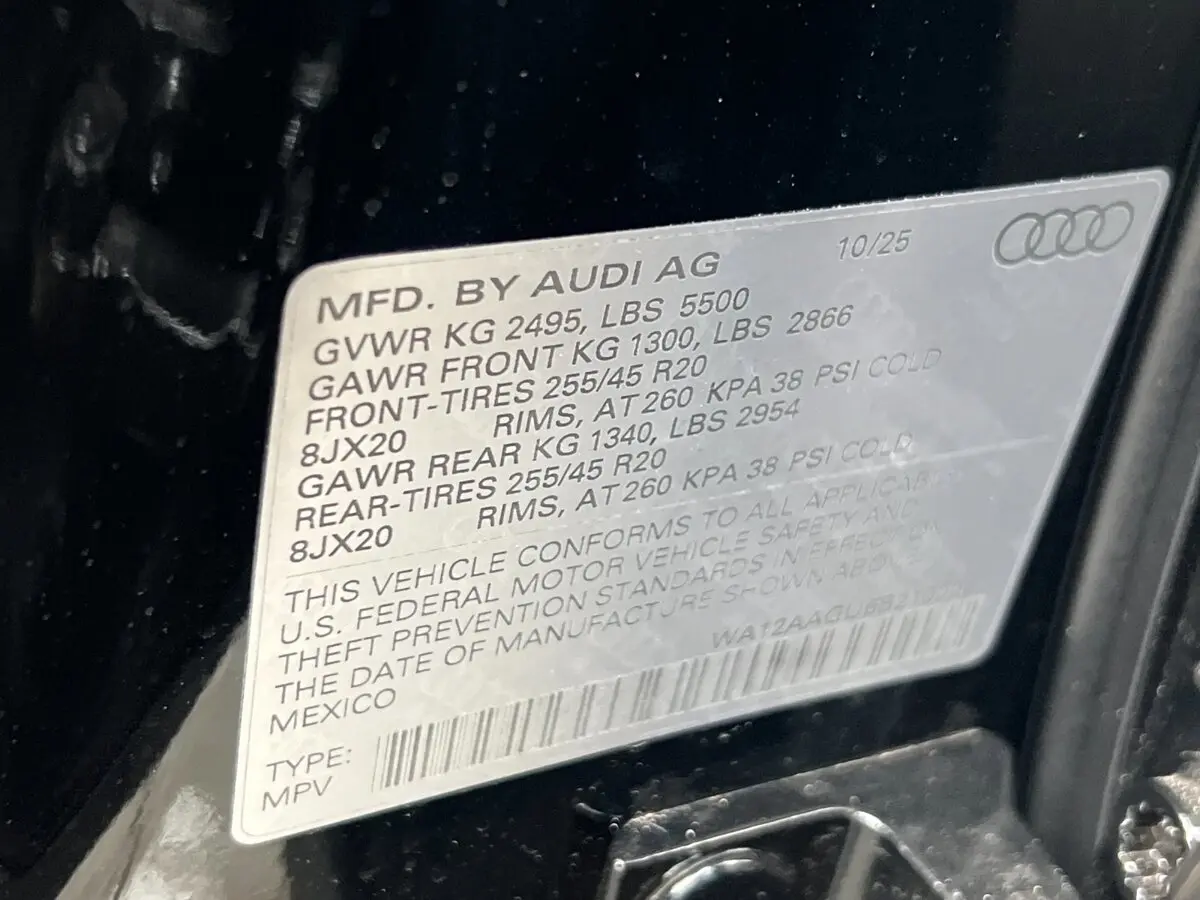 MFD. BY AUDI AG 10/25
GVWR KG 2495, LBS 5500
GAWR FRONT KG 1300, LBS 2866
FRONT-TIRES 255/45 R20
8JX20 RIMS, AT 260 KPA 38 PSI COLD
GAWR REAR KG 1340, LBS 2954
REAR-TIRES 255/45 R20
8JX20 RIMS, AT 260 KPA 38 PSI COLD
THIS VEHICLE CONFORMS TO ALL APPLICABLE
U.S. FEDERAL MOTOR VEHICLE SAFETY AND
THEFT PREVENTION STANDARDS IN EFFECT ON
THE DATE OF MANUFACTURE SHOWN ABOVE.
MEXICO
TYPE:
MPV